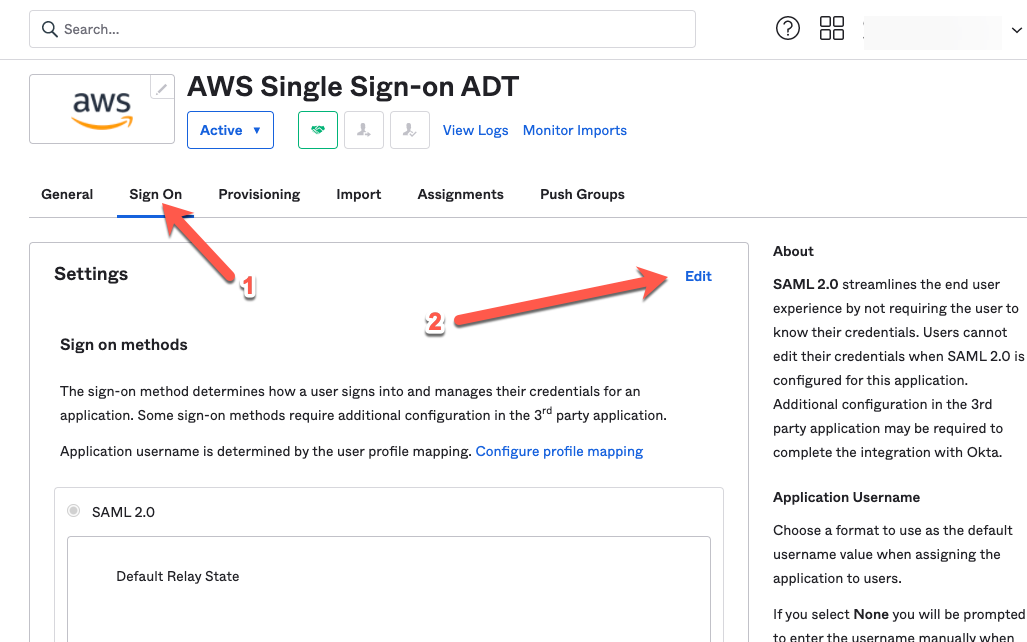 Search...
aws
AWS Single Sign-on ADT
Active ▼
View Logs
Monitor Imports
General
Sign On
Provisioning
Import
Assignments
Push Groups
Settings
1
Edit
2
Sign on methods
The sign-on method determines how a user signs into and manages their credentials for an
application. Some sign-on methods require additional configuration in the 3rd party application.
Application username is determined by the user profile mapping. Configure profile mapping
SAML 2.0
Default Relay State
About
SAML 2.0 streamlines the end user
experience by not requiring the user to
know their credentials. Users cannot
edit their credentials when SAML 2.0 is
configured for this application.
Additional configuration in the 3rd
party application may be required to
complete the integration with Okta.
Application Username
Choose a format to use as the default
username value when assigning the
application to users.
If you select None you will be prompted
to enter the username manually when